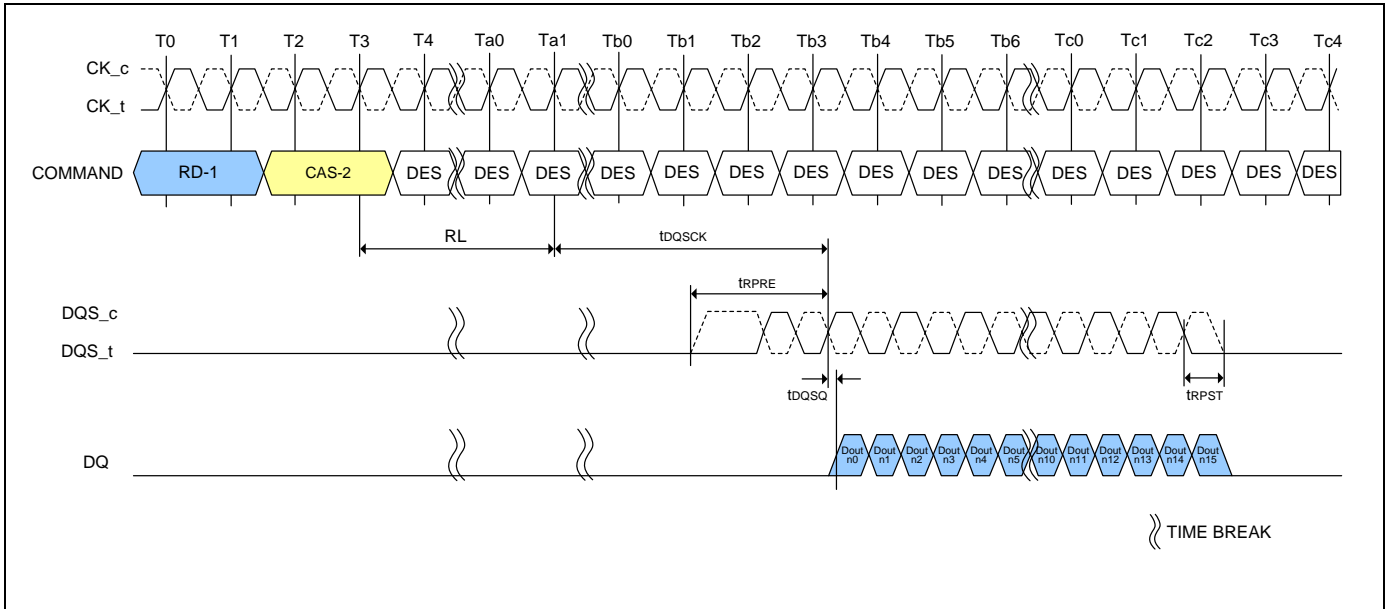 T0 T1 T2 T3 T4 Ta0 Ta1 Tb0 Tb1 Tb2 Tb3 Tb4 Tb5 Tb6 Tc0 Tc1 Tc2 Tc3 Tc4
CK_c
CK_t
COMMAND RD-1 CAS-2 DES DES DES DES DES DES DES DES DES DES DES DES DES DES DES
RL tDQSCK
tRPRE
DQS_c
DQS_t
tDQSQ tRPST
DQ
Dout n0 Dout n1 Dout n2 Dout n3 Dout n4 Dout n5 Dout n10 Dout n11 Dout n12 Dout n13 Dout n14 Dout n15
TIME BREAK